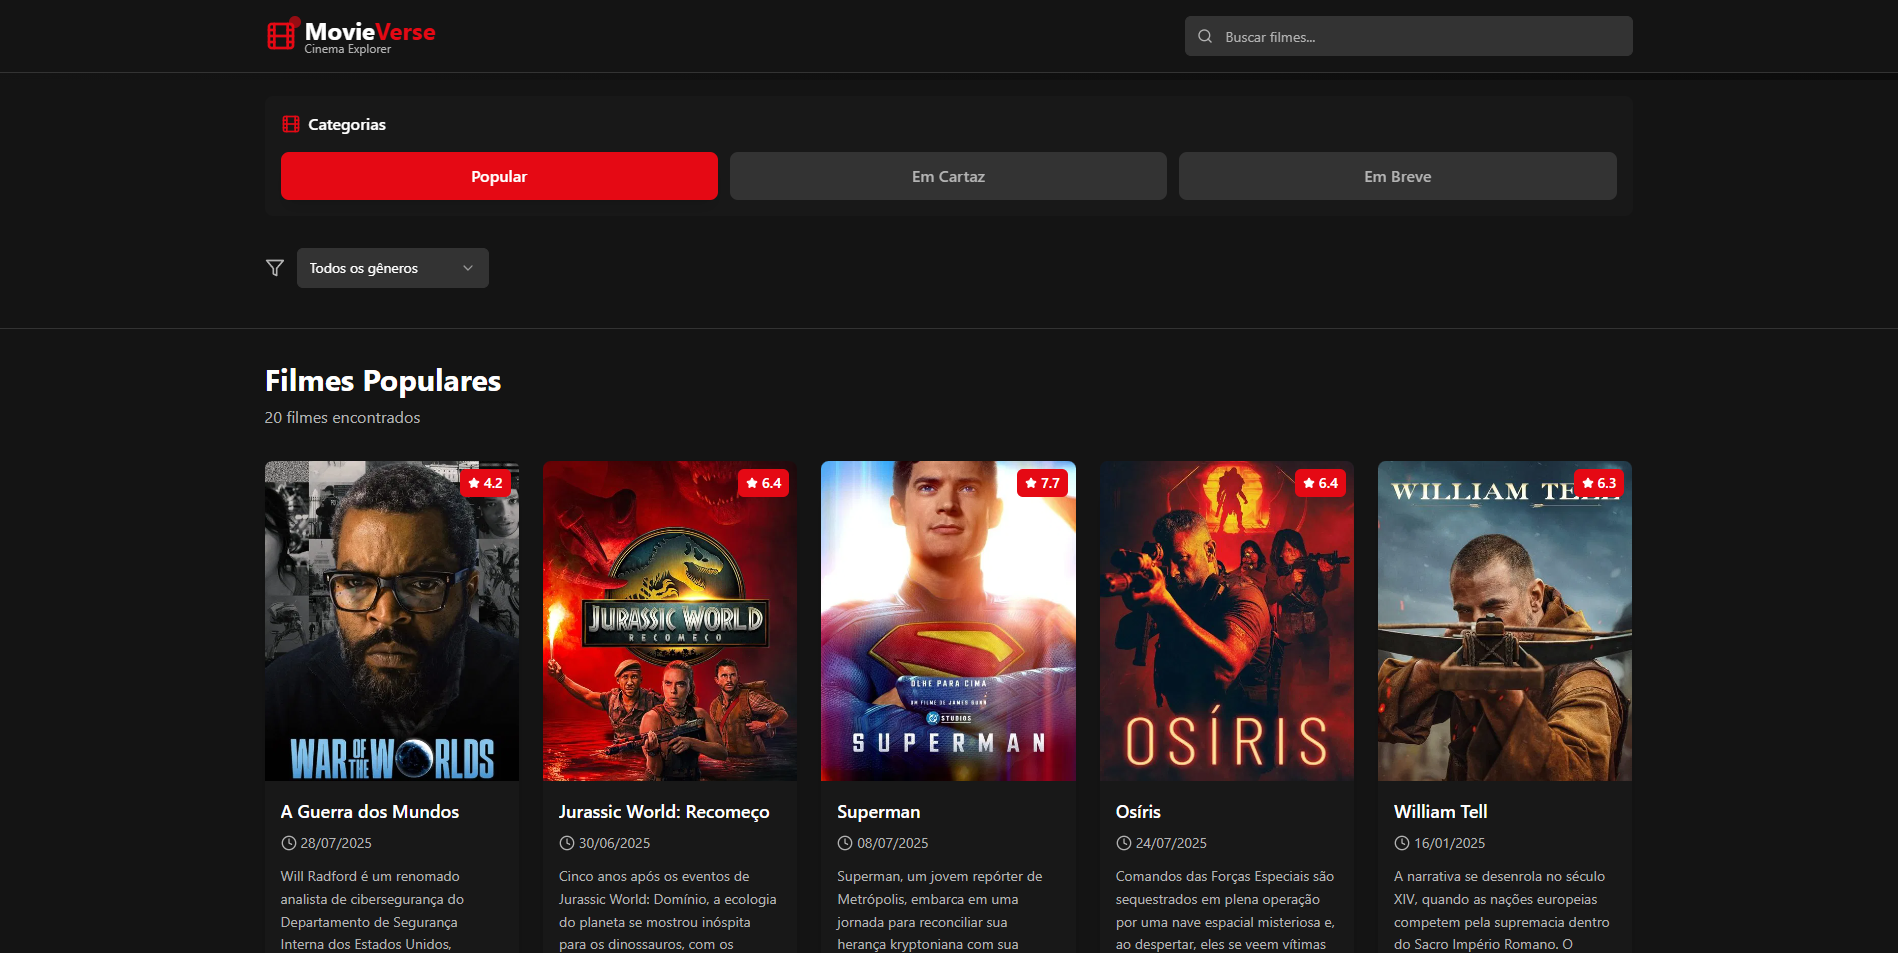 MovieVerse
Cinema Explorer
Buscar filmes...
Categorias
Popular
Em Cartaz
Em Breve
Todos os gêneros
Filmes Populares
20 filmes encontrados
4.2
WAR OF THE WORLDS
A Guerra dos Mundos
28/07/2025
Will Radford é um renomado
analista de cibersegurança do
Departamento de Segurança
Interna dos Estados Unidos,
6.4
JURASSIC WORLD
RECOMEÇO
Jurassic World: Recomeço
30/06/2025
Cinco anos após os eventos de
Jurassic World: Domínio, a ecologia
do planeta se mostrou inóspita
para os dinossauros, com os
7.7
OLHE PARA CIMA
UM FILME DE JAMES GUNN
DC STUDIOS
SUPERMAN
Superman
08/07/2025
Superman, um jovem repórter de
Metrópolis, embarca em uma
jornada para reconciliar sua
herança kryptoniana com sua
6.4
OSÍRIS
Osíris
24/07/2025
Comandos das Forças Especiais são
sequestrados em plena operação
por uma nave espacial misteriosa e,
ao despertar, eles se veem vítimas
6.3
WILLIAM TELL
William Tell
16/01/2025
A narrativa se desenrola no século
XIV, quando as nações europeias
competem pela supremacia dentro
do Sacro Império Romano. O